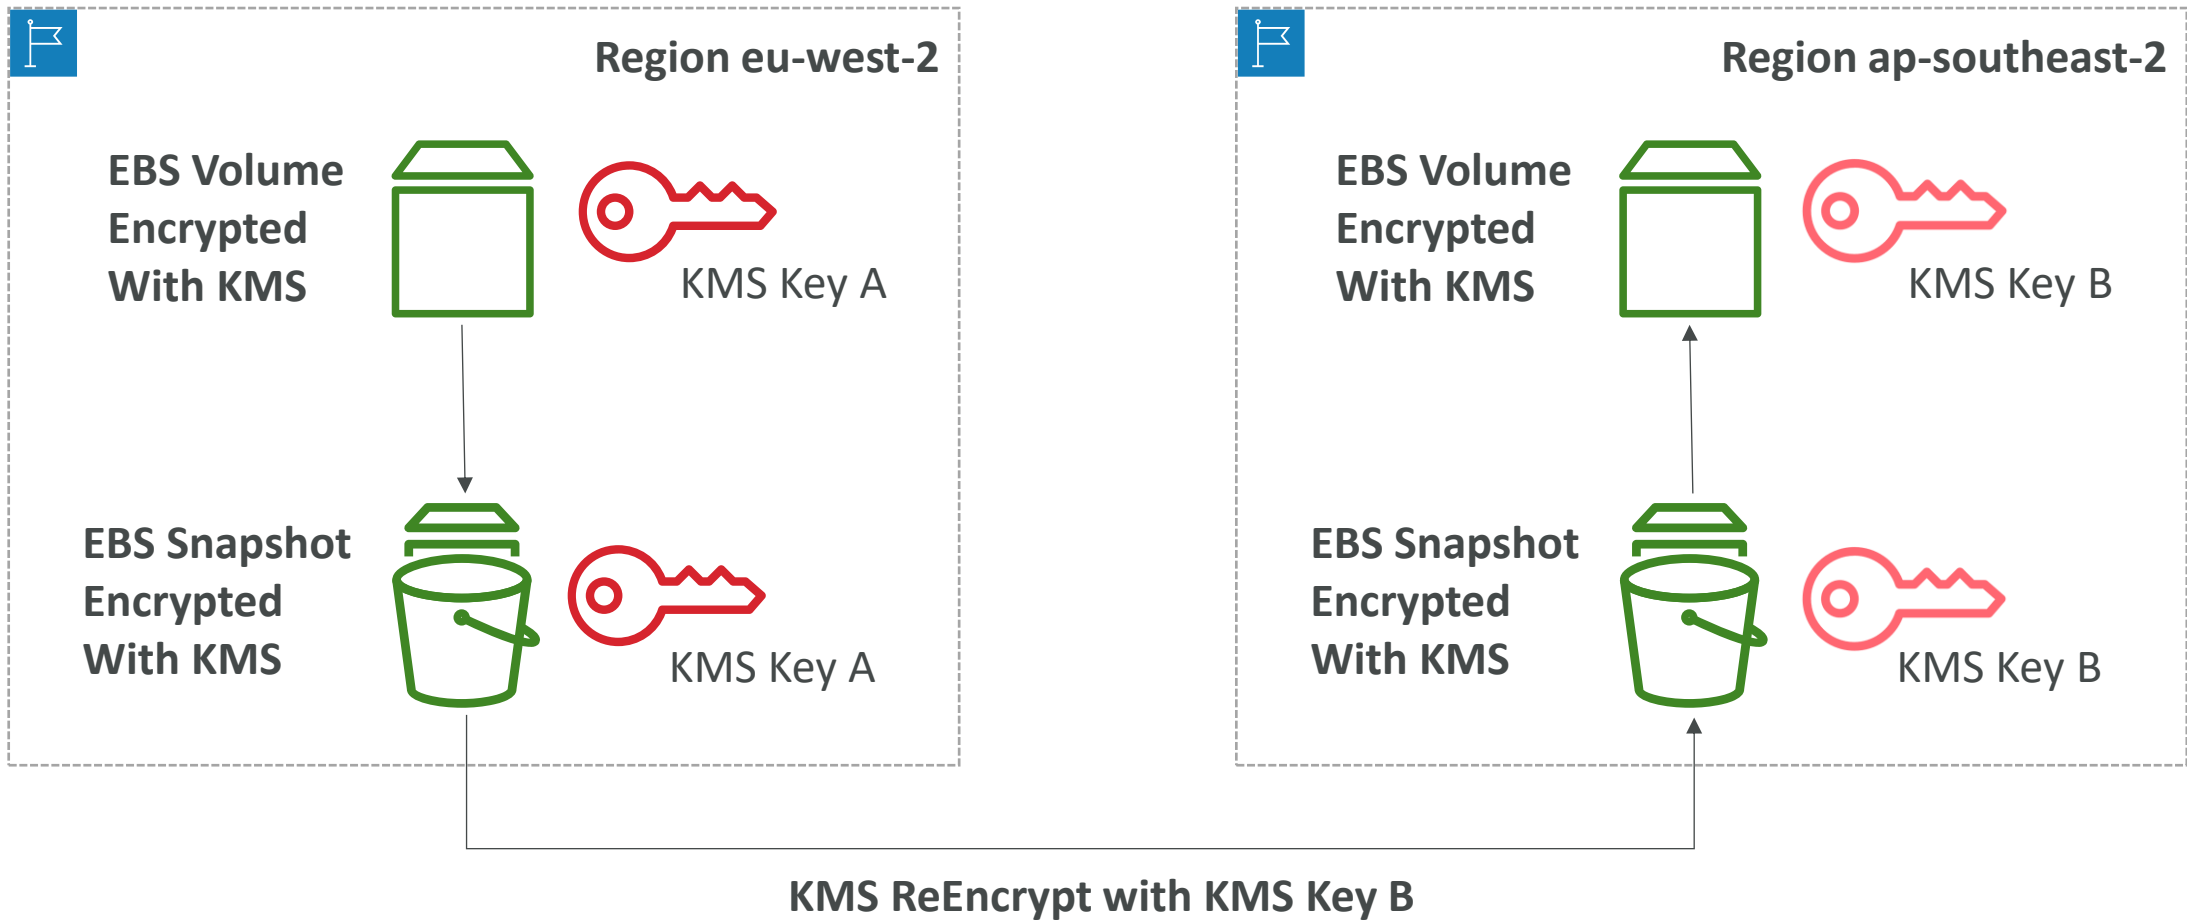 Region eu-west-2
EBS Volume
Encrypted
With KMS
KMS Key A
EBS Snapshot
Encrypted
With KMS
KMS Key A
Region ap-southeast-2
EBS Volume
Encrypted
With KMS
KMS Key B
EBS Snapshot
Encrypted
With KMS
KMS Key B
KMS ReEncrypt with KMS Key B